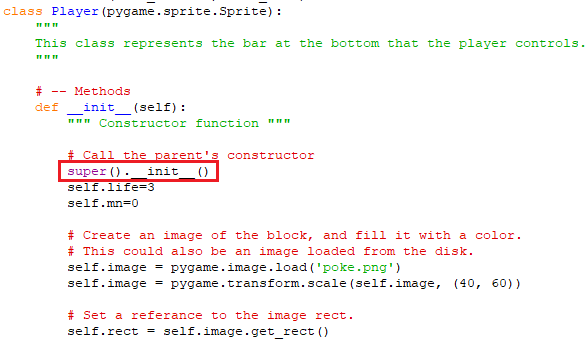 class Player(pygame.sprite.Sprite):
"""
This class represents the bar at the bottom that the player controls.
"""
# -- Methods
def __init__(self):
""" Constructor function """
# Call the parent's constructor
super().__init__()
self.life=3
self.mn=0
# Create an image of the block, and fill it with a color.
# This could also be an image loaded from the disk.
self.image = pygame.image.load('poke.png')
self.image = pygame.transform.scale(self.image, (40, 60))
# Set a referance to the image rect.
self.rect = self.image.get_rect()